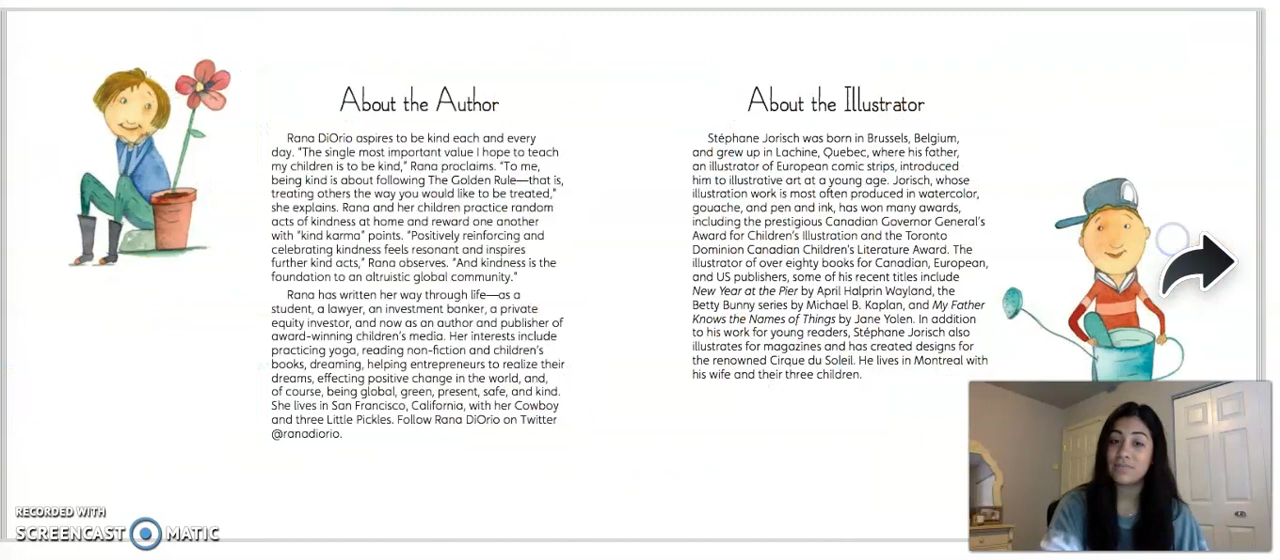 About the Author
Rana DiOrio aspires to be kind each and every
day. "The single most important value I hope to teach
my children is to be kind," Rana proclaims. "To me,
being kind is about following The Golden Rule—that is,
treating others the way you would like to be treated,"
she explains. Rana and her children practice random
acts of kindness at home and reward one another
with "kind karma" points. "Positively reinforcing and
celebrating kindness feels resonant and inspires
further kind acts," Rana observes. "And kindness is the
foundation to an altruistic global community."
Rana has written her way through life—as a
student, a lawyer, an investment banker, a private
equity investor, and now as an author and publisher of
award-winning children's media. Her interests include
practicing yoga, reading non-fiction and children's
books, dreaming, helping entrepreneurs to realize their
dreams, effecting positive change in the world, and,
of course, being global, green, present, safe, and kind.
She lives in San Francisco, California, with her Cowboy
and three Little Pickles. Follow Rana DiOrio on Twitter
@ranadiorio.
About the Illustrator
Stéphane Jorisch was born in Brussels, Belgium,
and grew up in Lachine, Quebec, where his father,
an illustrator of European comic strips, introduced
him to illustrative art at a young age. Jorisch, whose
illustration work is most often produced in watercolor,
gouache, and pen and ink, has won many awards,
including the prestigious Canadian Governor General's
Award for Children's Illustration and the Toronto
Dominion Canadian Children's Literature Award. The
illustrator of over eighty books for Canadian, European,
and US publishers, some of his recent titles include
New Year at the Pier by April Halprin Wayland, the
Betty Bunny series by Michael B. Kaplan, and My Father
Knows the Names of Things by Jane Yolen. In addition
to his work for young readers, Stéphane Jorisch also
illustrates for magazines and has created designs for
the renowned Cirque du Soleil. He lives in Montreal with
his wife and their three children.
RECORDED WITH
SCREENCAST MATIC